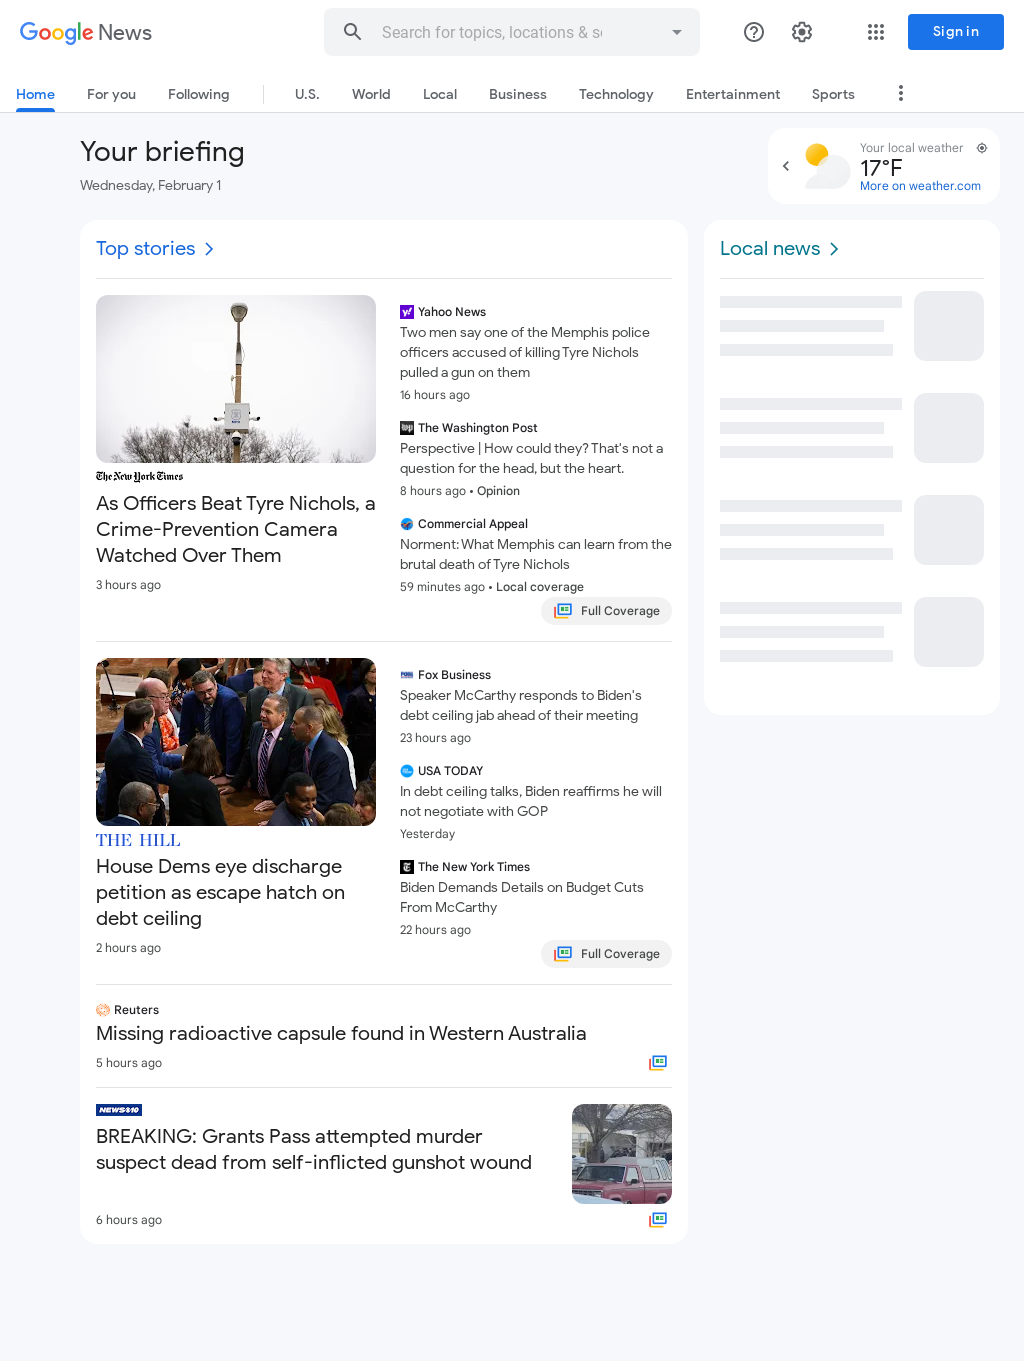 Google News
Search for topics, locations & s
Sign in
Home
For you
Following
U.S.
World
Local
Business
Technology
Entertainment
Sports
Your briefing
Wednesday, February 1
Your local weather
17°F
More on weather.com
Top stories
The New York Times
As Officers Beat Tyre Nichols, a
Crime-Prevention Camera
Watched Over Them
3 hours ago
Yahoo News
Two men say one of the Memphis police
officers accused of killing Tyre Nichols
pulled a gun on them
16 hours ago
The Washington Post
Perspective | How could they? That's not a
question for the head, but the heart.
8 hours ago • Opinion
Commercial Appeal
Norment: What Memphis can learn from the
brutal death of Tyre Nichols
59 minutes ago • Local coverage
Full Coverage
THE HILL
House Dems eye discharge
petition as escape hatch on
debt ceiling
2 hours ago
Fox Business
Speaker McCarthy responds to Biden's
debt ceiling jab ahead of their meeting
23 hours ago
USA TODAY
In debt ceiling talks, Biden reaffirms he will
not negotiate with GOP
Yesterday
The New York Times
Biden Demands Details on Budget Cuts
From McCarthy
22 hours ago
Full Coverage
Reuters
Missing radioactive capsule found in Western Australia
5 hours ago
NEWS 10
BREAKING: Grants Pass attempted murder
suspect dead from self-inflicted gunshot wound
6 hours ago
Local news